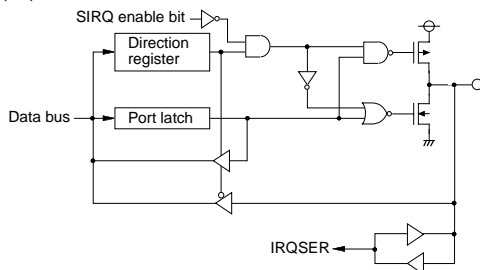 SIRQ enable bit
Direction
register
Data bus
Port latch
IRQSER